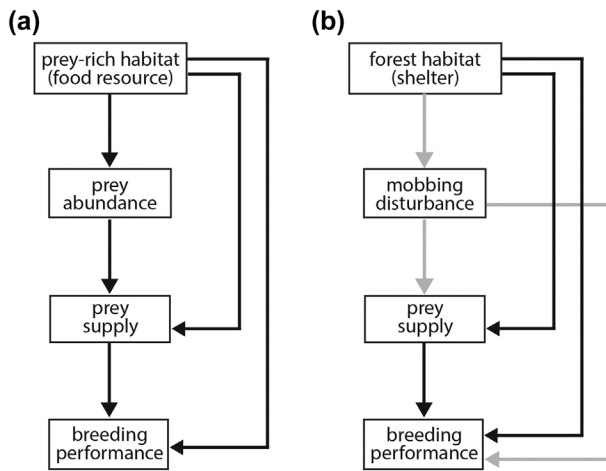 (a)
prey-rich habitat
(food resource)
prey
abundance
prey
supply
breeding
performance
(b)
forest habitat
(shelter)
mobbing
disturbance
prey
supply
breeding
performance